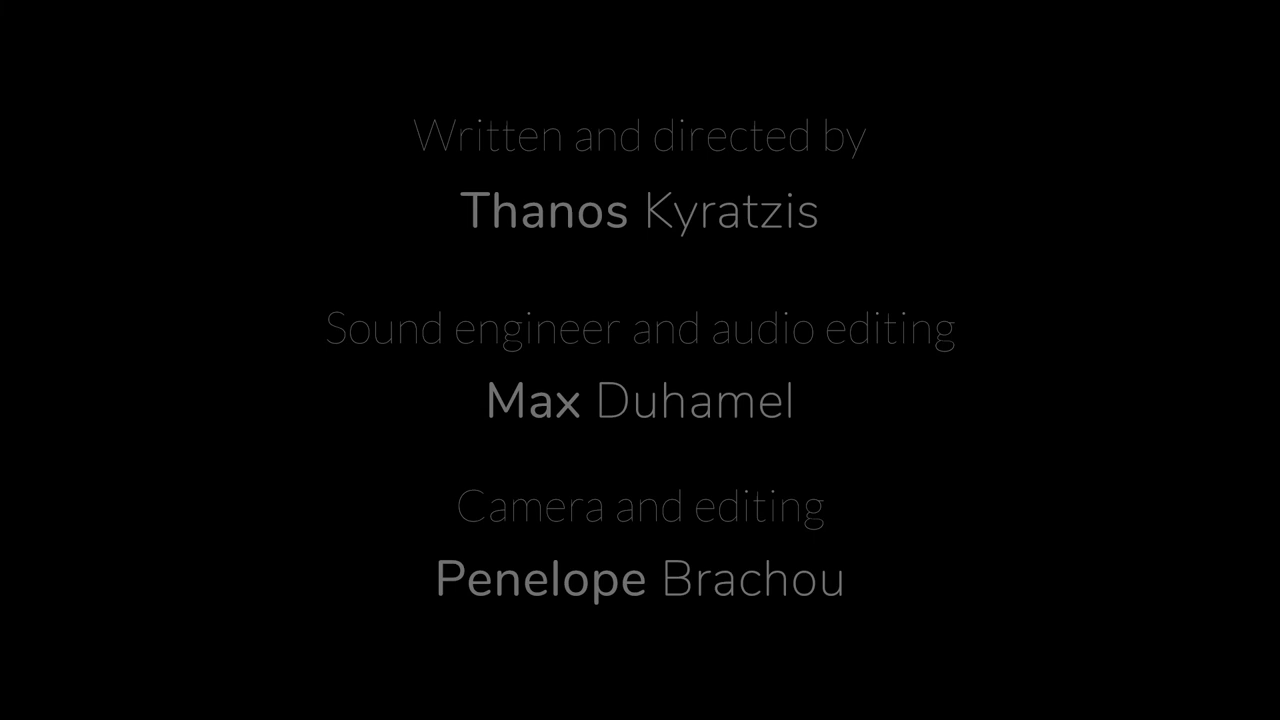 Written and directed by
Thanos Kyratzis
Sound engineer and audio editing
Max Duhamel
Camera and editing
Penelope Brachou